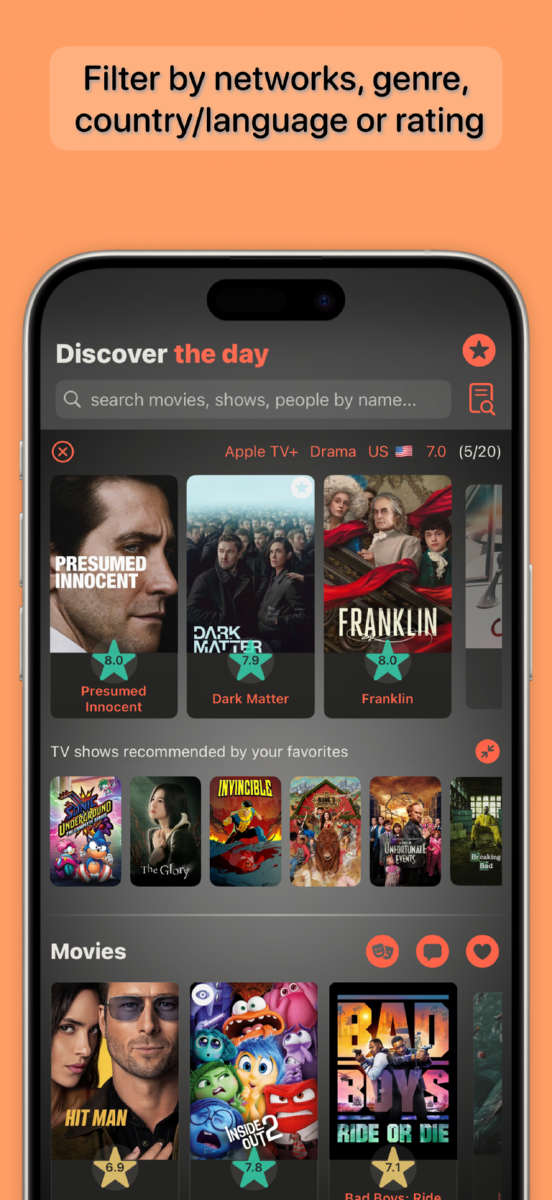 Filter by networks, genre,
country/language or rating
Discover the day
search movies, shows, people by name...
Apple TV+ Drama US 7.0 (5/20)
PRESUMED
INNOCENT
DARK
MATTER
FRANKLIN
8.0
7.9
8.0
Presumed
Innocent
Dark Matter
Franklin
TV shows recommended by your favorites
SONIC
UNDERGROUND
The Glory
INVINCIBLE
UNFORTUNATE
EVENTS
Breaking
Bad
Movies
HIT MAN
INSIDE
OUT 2
BAD
BOYS
RIDE OR DIE
6.9
7.8
7.1
Bad Boys: Ride